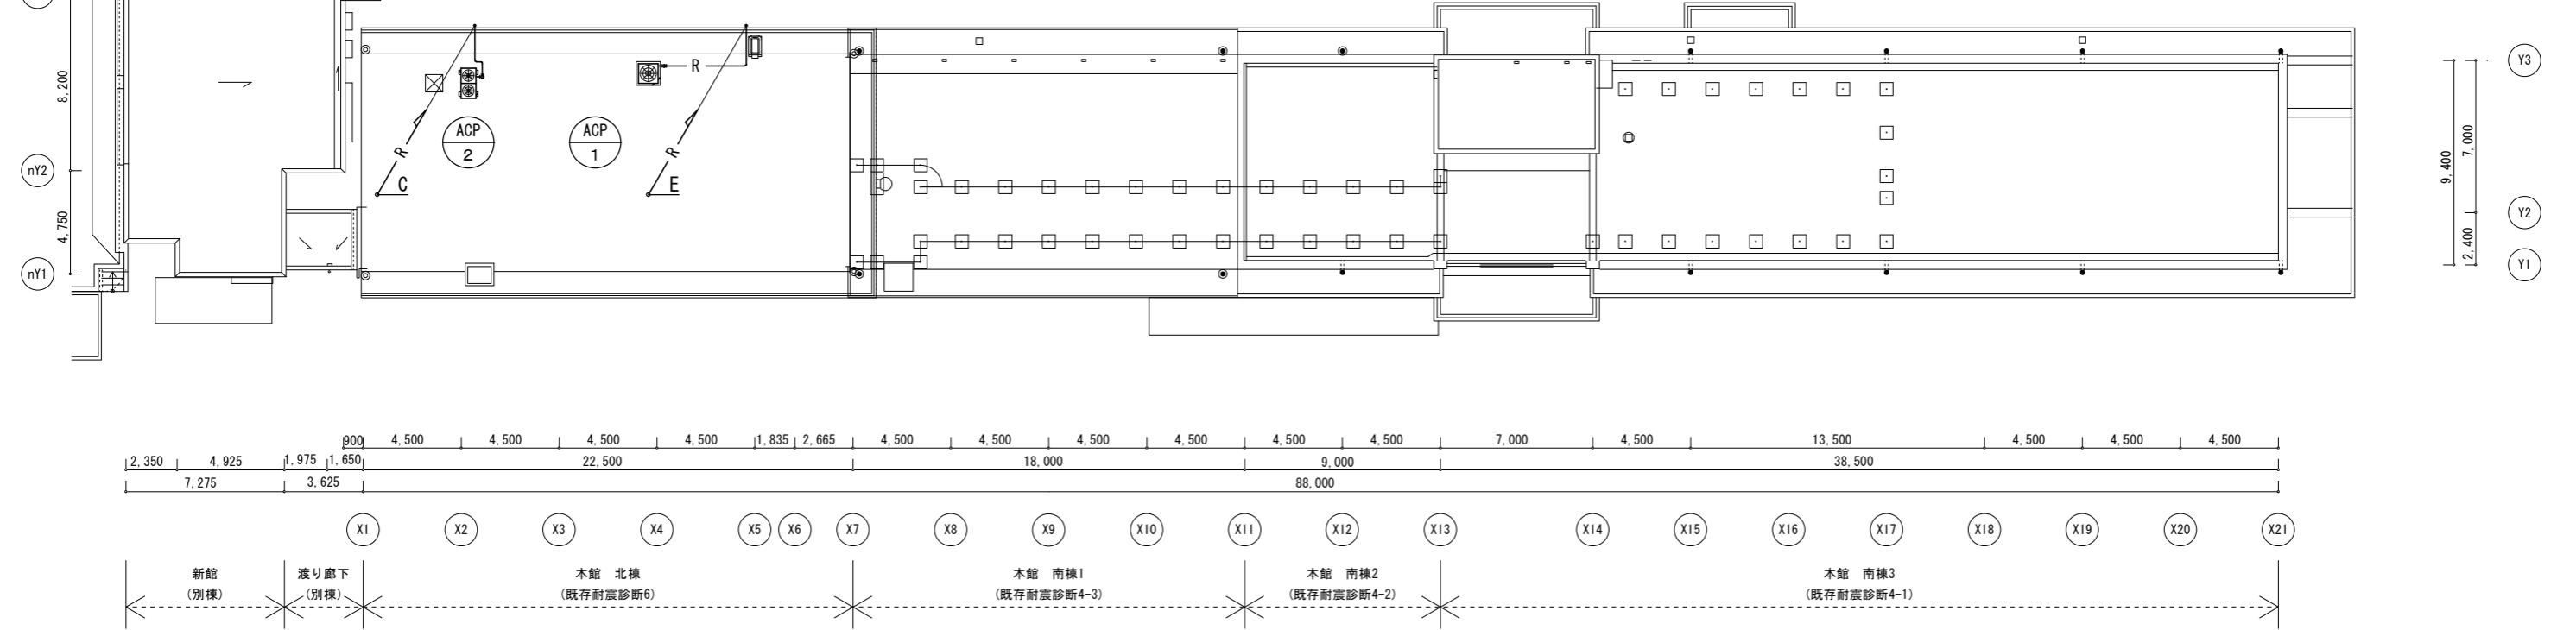 8,200
nY2
4,750
nY1
R
ACP
2
ACP
1
R
R
C
E
Y3
7,000
9,400
Y2
2,400
Y1
900
4,500
4,500
4,500
4,500
1,835
2,665
4,500
4,500
4,500
4,500
4,500
4,500
7,000
4,500
13,500
4,500
4,500
4,500
2,350
4,925
1,975
1,650
22,500
18,000
9,000
38,500
7,275
3,625
88,000
X1
X2
X3
X4
X5
X6
X7
X8
X9
X10
X11
X12
X13
X14
X15
X16
X17
X18
X19
X20
X21
新館
(別棟)
渡り廊下
(別棟)
本館　北棟
(既存耐震診断6)
本館　南棟1
(既存耐震診断4-3)
本館　南棟2
(既存耐震診断4-2)
本館　南棟3
(既存耐震診断4-1)